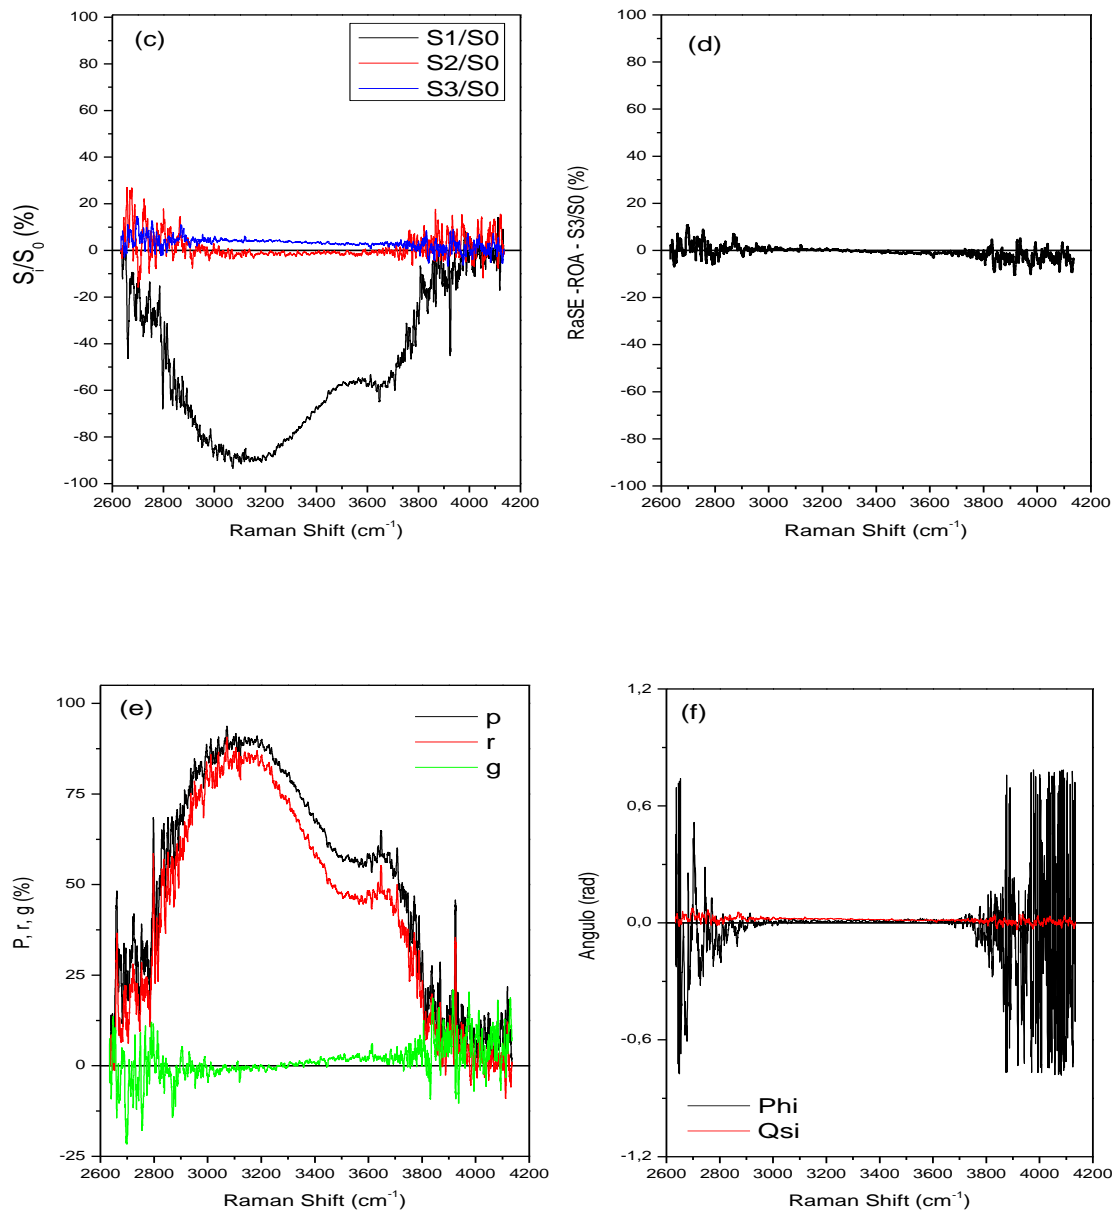 (c)
S1/S0
S2/S0
S3/S0
100
80
60
40
20
0
-20
-40
-60
-80
-100
Si/S0 (%)
2600 2800 3000 3200 3400 3600 3800 4000 4200
Raman Shift (cm-1)
(d)
100
80
60
40
20
0
-20
-40
-60
-80
-100
RaSE -ROA - S3/S0 (%)
2600 2800 3000 3200 3400 3600 3800 4000 4200
Raman Shift (cm-1)
(e)
p
r
g
100
75
50
25
0
-25
P, r, g (%)
2600 2800 3000 3200 3400 3600 3800 4000 4200
Raman Shift (cm-1)
(f)
1,2
0,6
0,0
-0,6
-1,2
Angulo (rad)
Phi
Qsi
2600 2800 3000 3200 3400 3600 3800 4000 4200
Raman Shift (cm-1)